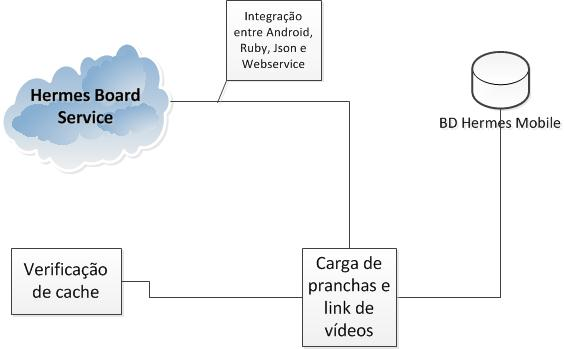 Integração
entre Android,
Ruby, Json e
Webservice
Hermes Board
Service
BD Hermes Mobile
Verificação
de cache
Carga de
pranchas e
link de
vídeos